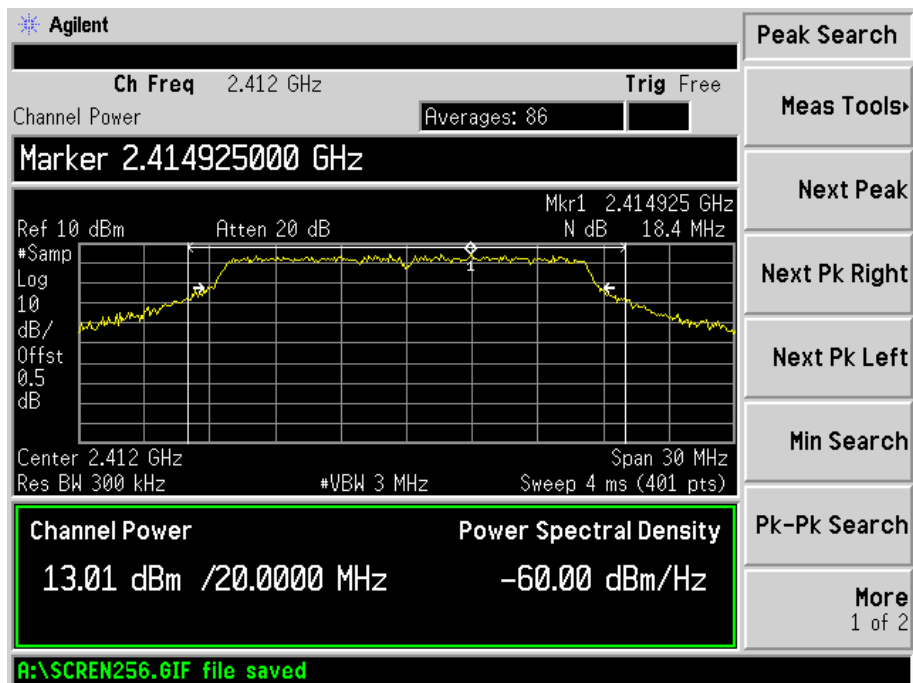 Agilent
Peak Search
Ch Freq 2.412 GHz Trig Free
Channel Power Averages: 86
Meas Tools▸
Marker 2.414925000 GHz
Mkr1 2.414925 GHz
Ref 10 dBm Atten 20 dB N dB 18.4 MHz
Next Peak
#Samp
Log
10
dB/
Offst
0.5
dB
1
Next Pk Right
Next Pk Left
Center 2.412 GHz Span 30 MHz
Res BW 300 kHz #VBW 3 MHz Sweep 4 ms (401 pts)
Min Search
Channel Power Power Spectral Density
13.01 dBm /20.0000 MHz -60.00 dBm/Hz
Pk-Pk Search
More
1 of 2
A:\SCREN256.GIF file saved